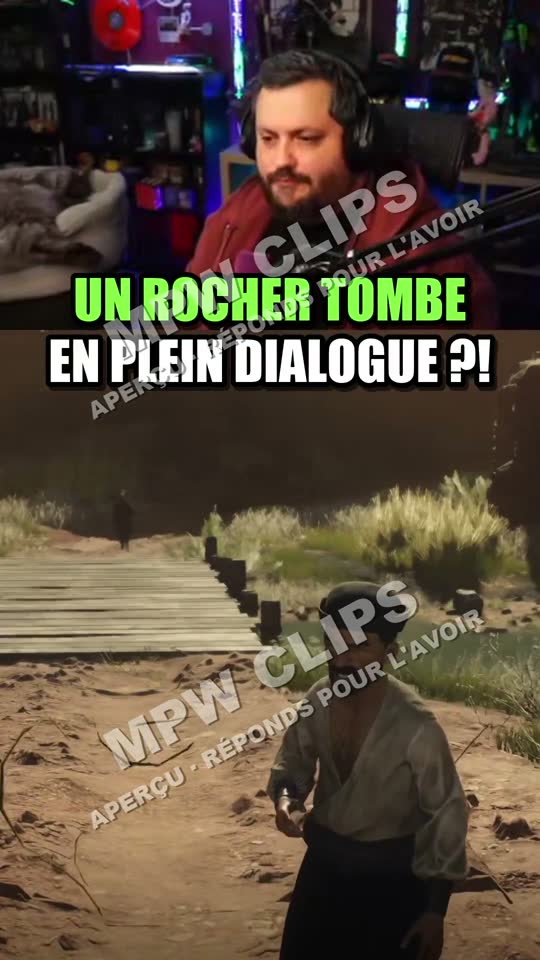 UN ROCHER TOMBE
EN PLEIN DIALOGUE ?!
MPW CLIPS
APERÇU - RÉPONDS POUR L'AVOIR
MPW CLIPS
APERÇU - RÉPONDS POUR L'AVOIR